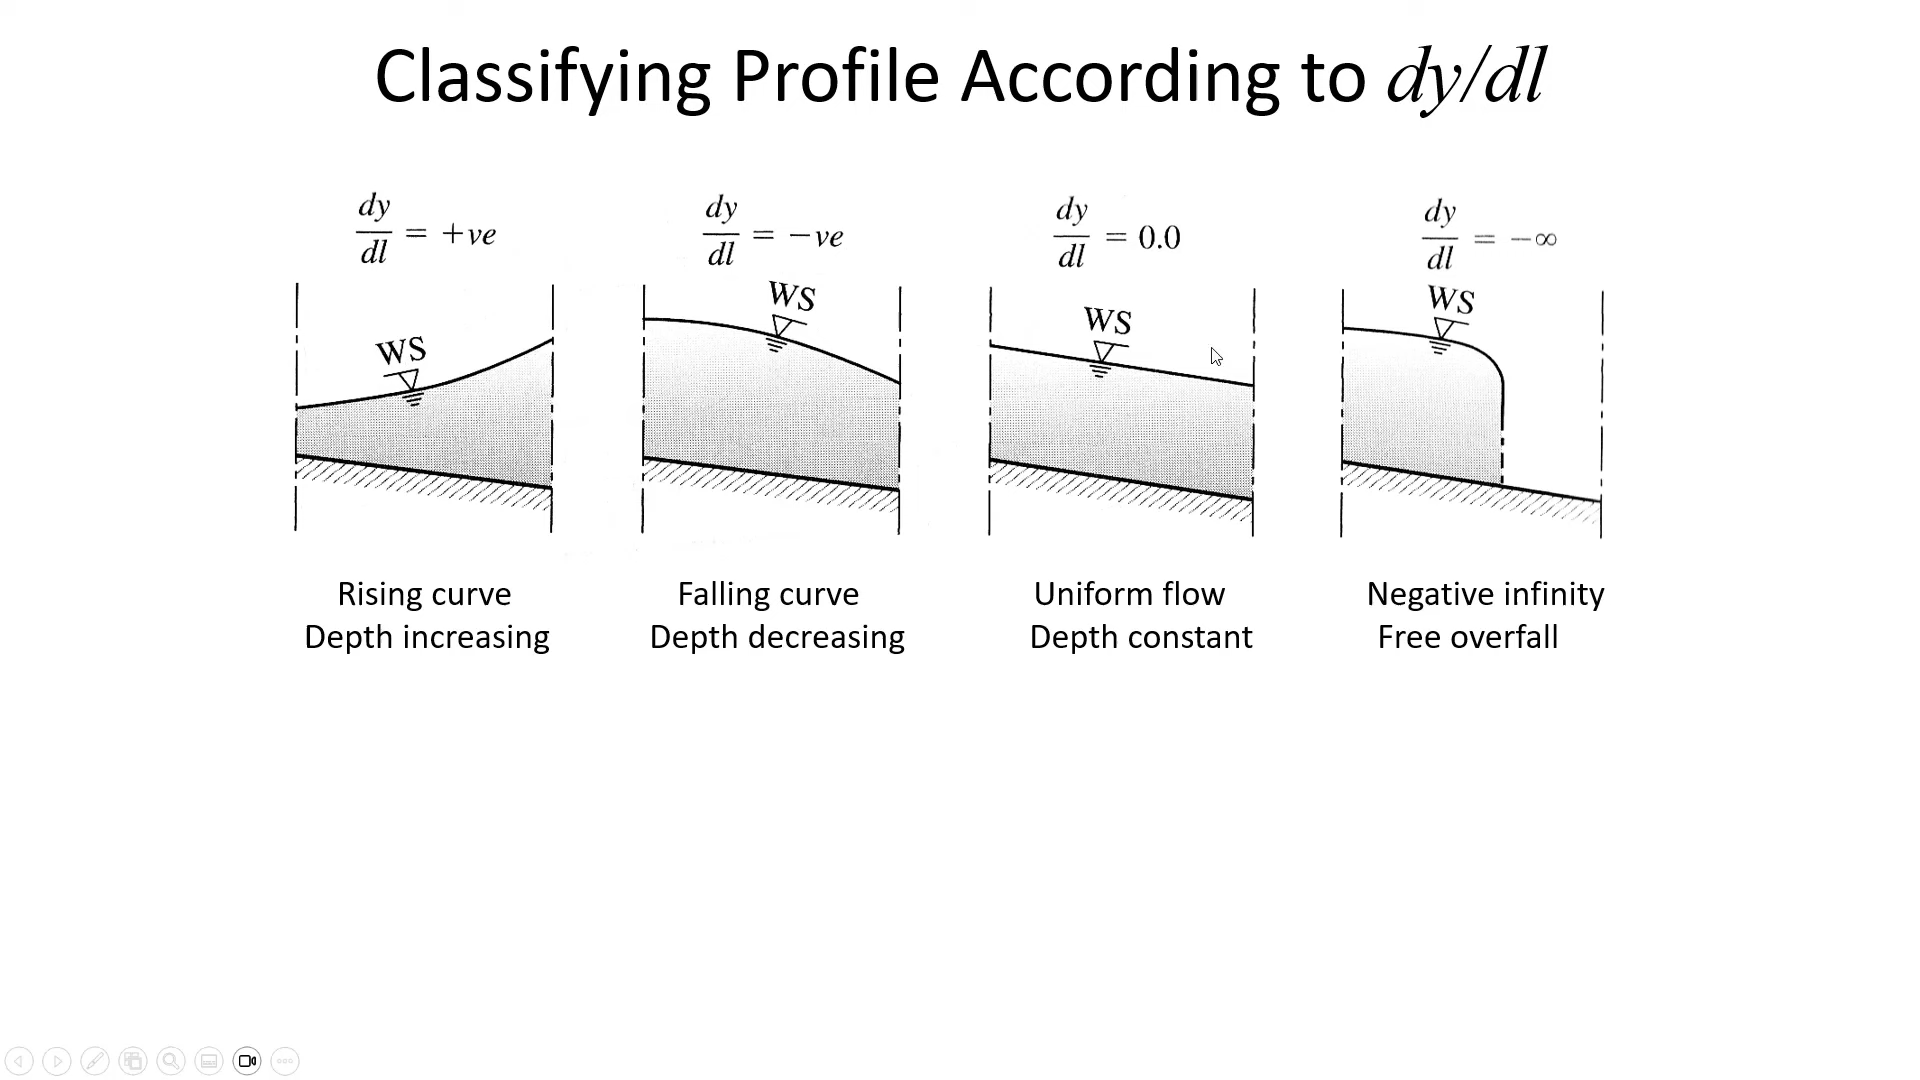 Classifying Profile According to dy/dl
dy/dl = +ve
dy/dl = −ve
dy/dl = 0.0
dy/dl = −∞
WS
WS
WS
WS
Rising curve
Depth increasing
Falling curve
Depth decreasing
Uniform flow
Depth constant
Negative infinity
Free overfall